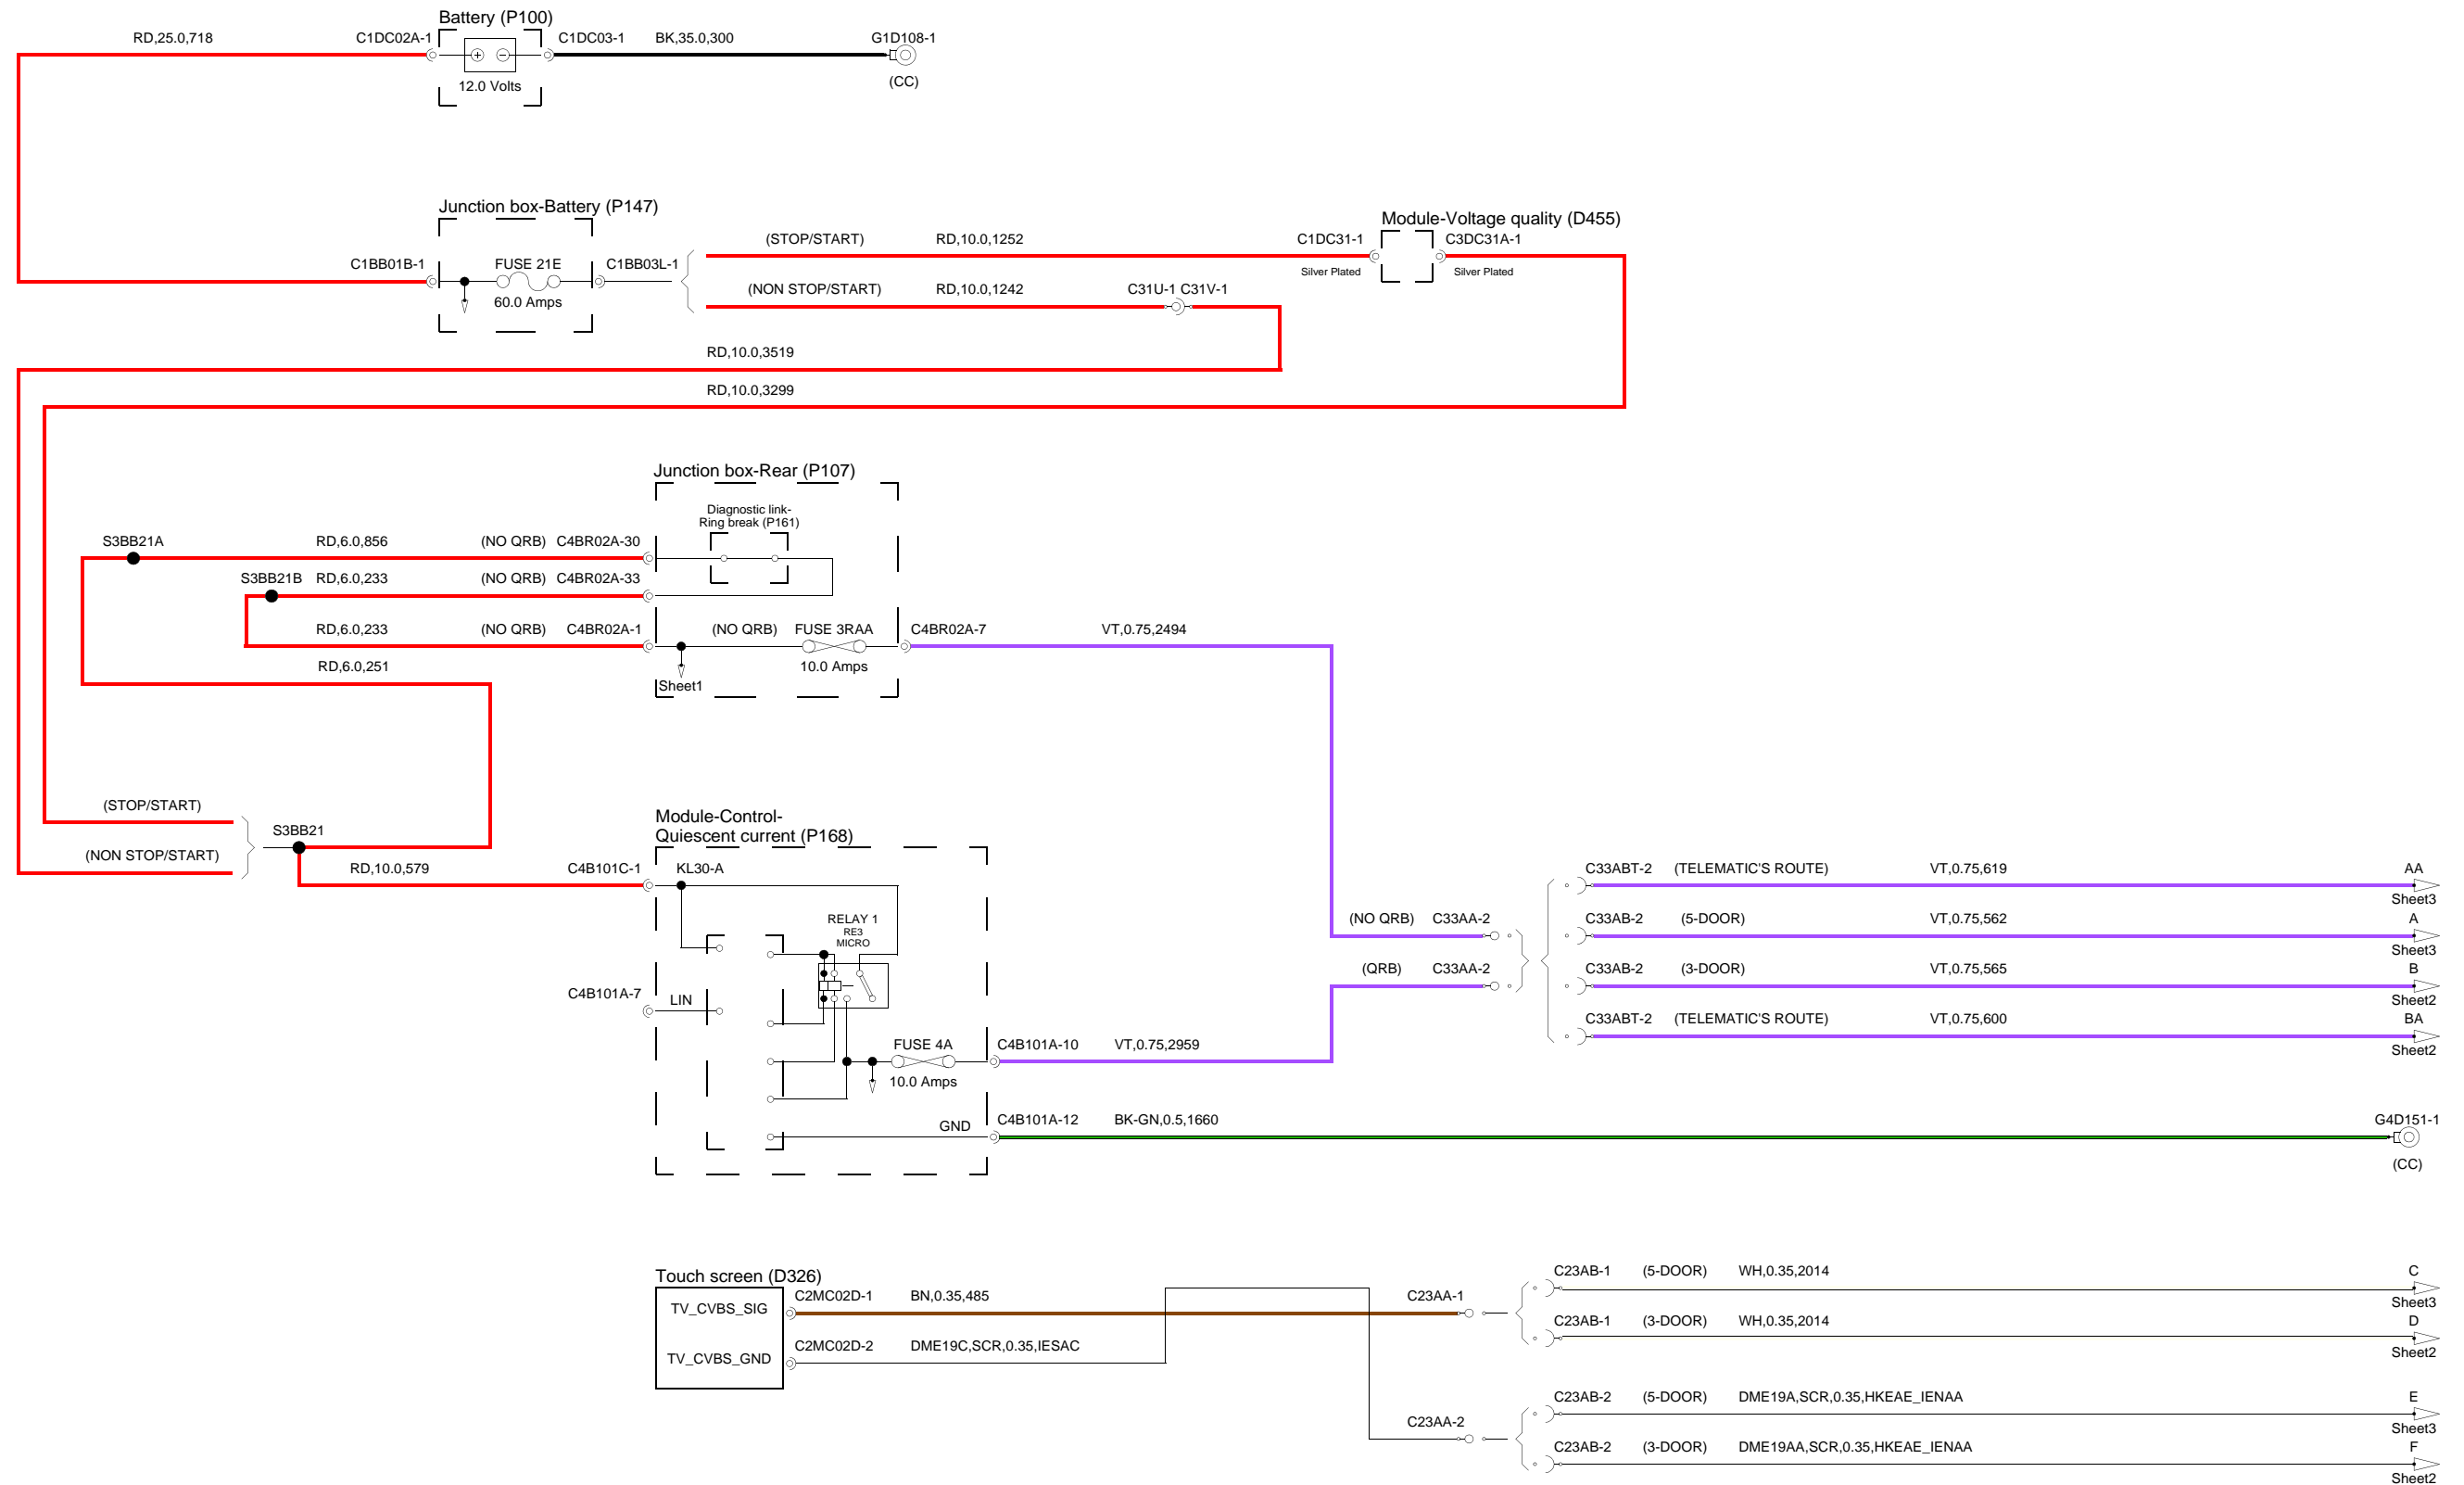 Battery (P100)
RD,25.0,718
C1DC02A-1
C1DC03-1
BK,35.0,300
G1D108-1
12.0 Volts
(CC)
Junction box-Battery (P147)
Module-Voltage quality (D455)
(STOP/START)
RD,10.0,1252
C1DC31-1
C3DC31A-1
C1BB01B-1
FUSE 21E
C1BB03L-1
Silver Plated
Silver Plated
(NON STOP/START)
RD,10.0,1242
C31U-1 C31V-1
60.0 Amps
RD,10.0,3519
RD,10.0,3299
Junction box-Rear (P107)
Diagnostic link-
Ring break (P161)
S3BB21A
RD,6.0,856
(NO QRB)
C4BR02A-30
S3BB21B
RD,6.0,233
(NO QRB)
C4BR02A-33
RD,6.0,233
(NO QRB)
C4BR02A-1
(NO QRB)
FUSE 3RAA
C4BR02A-7
VT,0.75,2494
RD,6.0,251
10.0 Amps
Sheet1
(STOP/START)
Module-Control-
Quiescent current (P168)
S3BB21
(NON STOP/START)
RD,10.0,579
C4B101C-1
KL30-A
C33ABT-2
(TELEMATIC'S ROUTE)
VT,0.75,619
AA
Sheet3
RELAY 1
RE3
MICRO
(NO QRB)
C33AA-2
C33AB-2
(5-DOOR)
VT,0.75,562
A
Sheet3
(QRB)
C33AA-2
C33AB-2
(3-DOOR)
VT,0.75,565
B
Sheet2
C4B101A-7
LIN
C33ABT-2
(TELEMATIC'S ROUTE)
VT,0.75,600
BA
Sheet2
FUSE 4A
C4B101A-10
VT,0.75,2959
10.0 Amps
GND
C4B101A-12
BK-GN,0.5,1660
G4D151-1
(CC)
Touch screen (D326)
C23AB-1
(5-DOOR)
WH,0.35,2014
C
Sheet3
TV_CVBS_SIG
C2MC02D-1
BN,0.35,485
C23AA-1
C23AB-1
(3-DOOR)
WH,0.35,2014
D
Sheet2
TV_CVBS_GND
C2MC02D-2
DME19C,SCR,0.35,IESAC
C23AB-2
(5-DOOR)
DME19A,SCR,0.35,HKEAE_IENAA
E
Sheet3
C23AA-2
C23AB-2
(3-DOOR)
DME19AA,SCR,0.35,HKEAE_IENAA
F
Sheet2